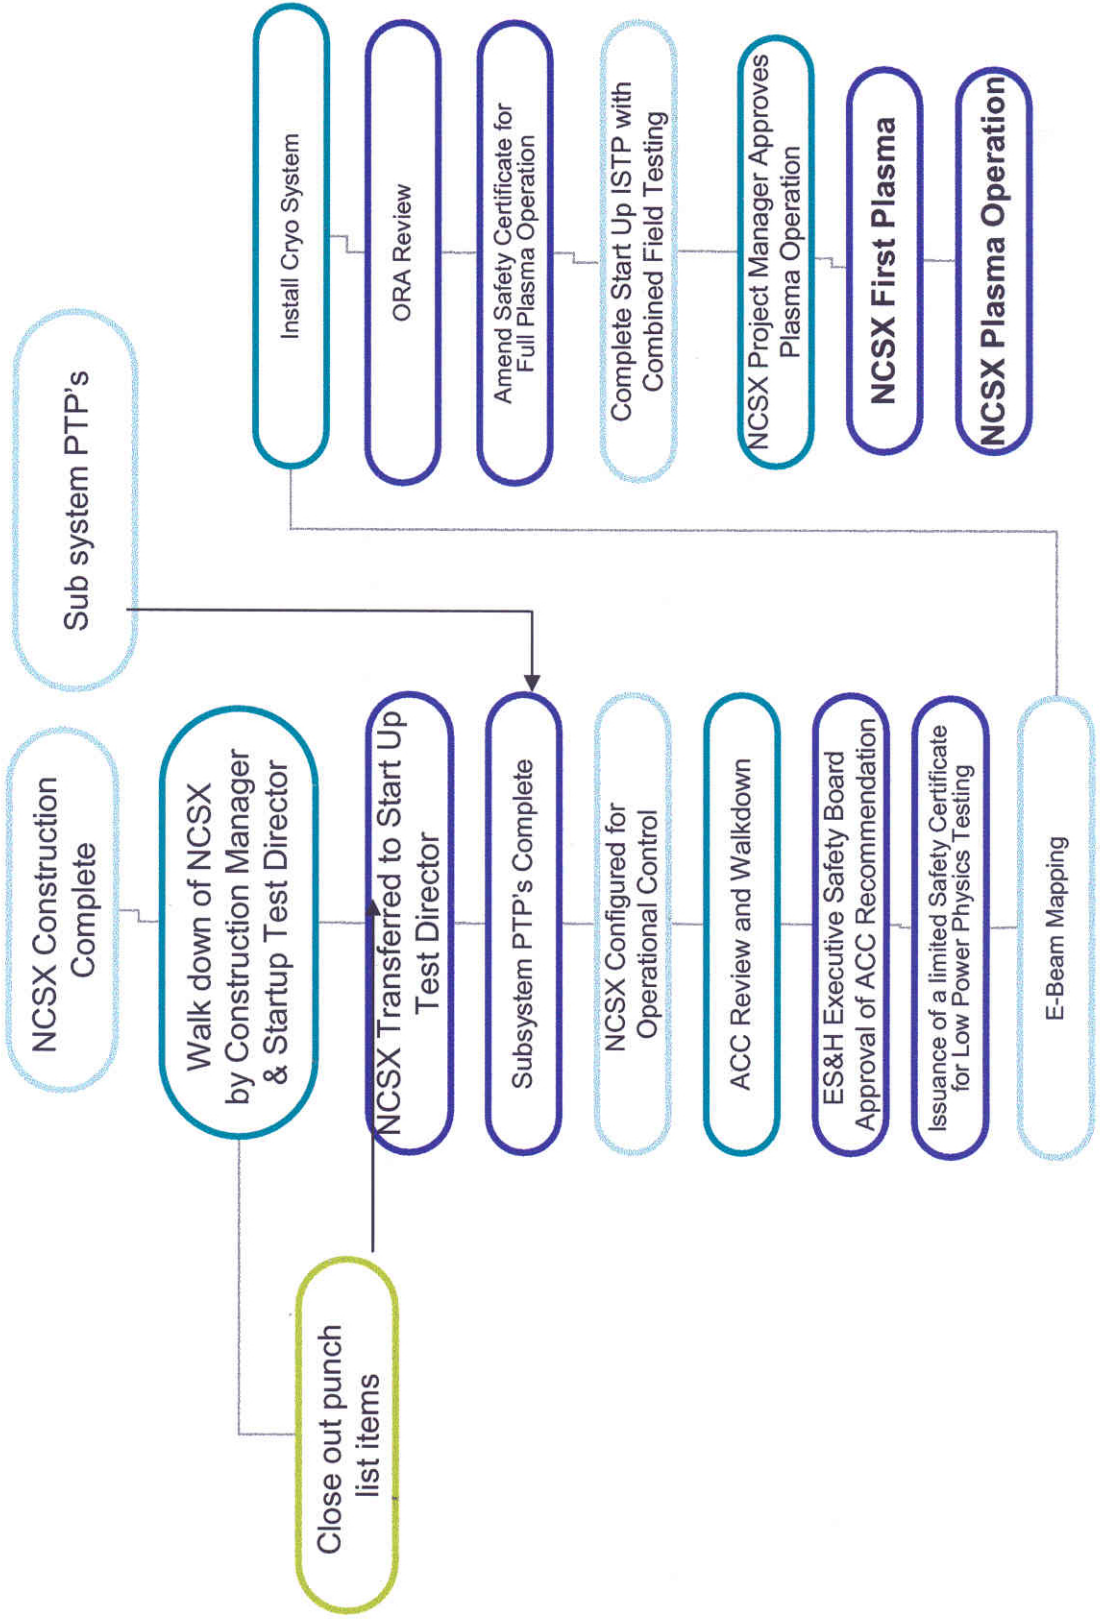 NCSX Construction
Complete
Sub system PTP's
Walk down of NCSX
by Construction Manager
& Startup Test Director
Close out punch
list items
NCSX Transferred to Start Up
Test Director
Subsystem PTP's Complete
NCSX Configured for
Operational Control
ACC Review and Walkdown
ES&H Executive Safety Board
Approval of ACC Recommendation
Issuance of a limited Safety Certificate
for Low Power Physics Testing
E-Beam Mapping
Install Cryo System
ORA Review
Amend Safety Certificate for
Full Plasma Operation
Complete Start Up ISTP with
Combined Field Testing
NCSX Project Manager Approves
Plasma Operation
NCSX First Plasma
NCSX Plasma Operation